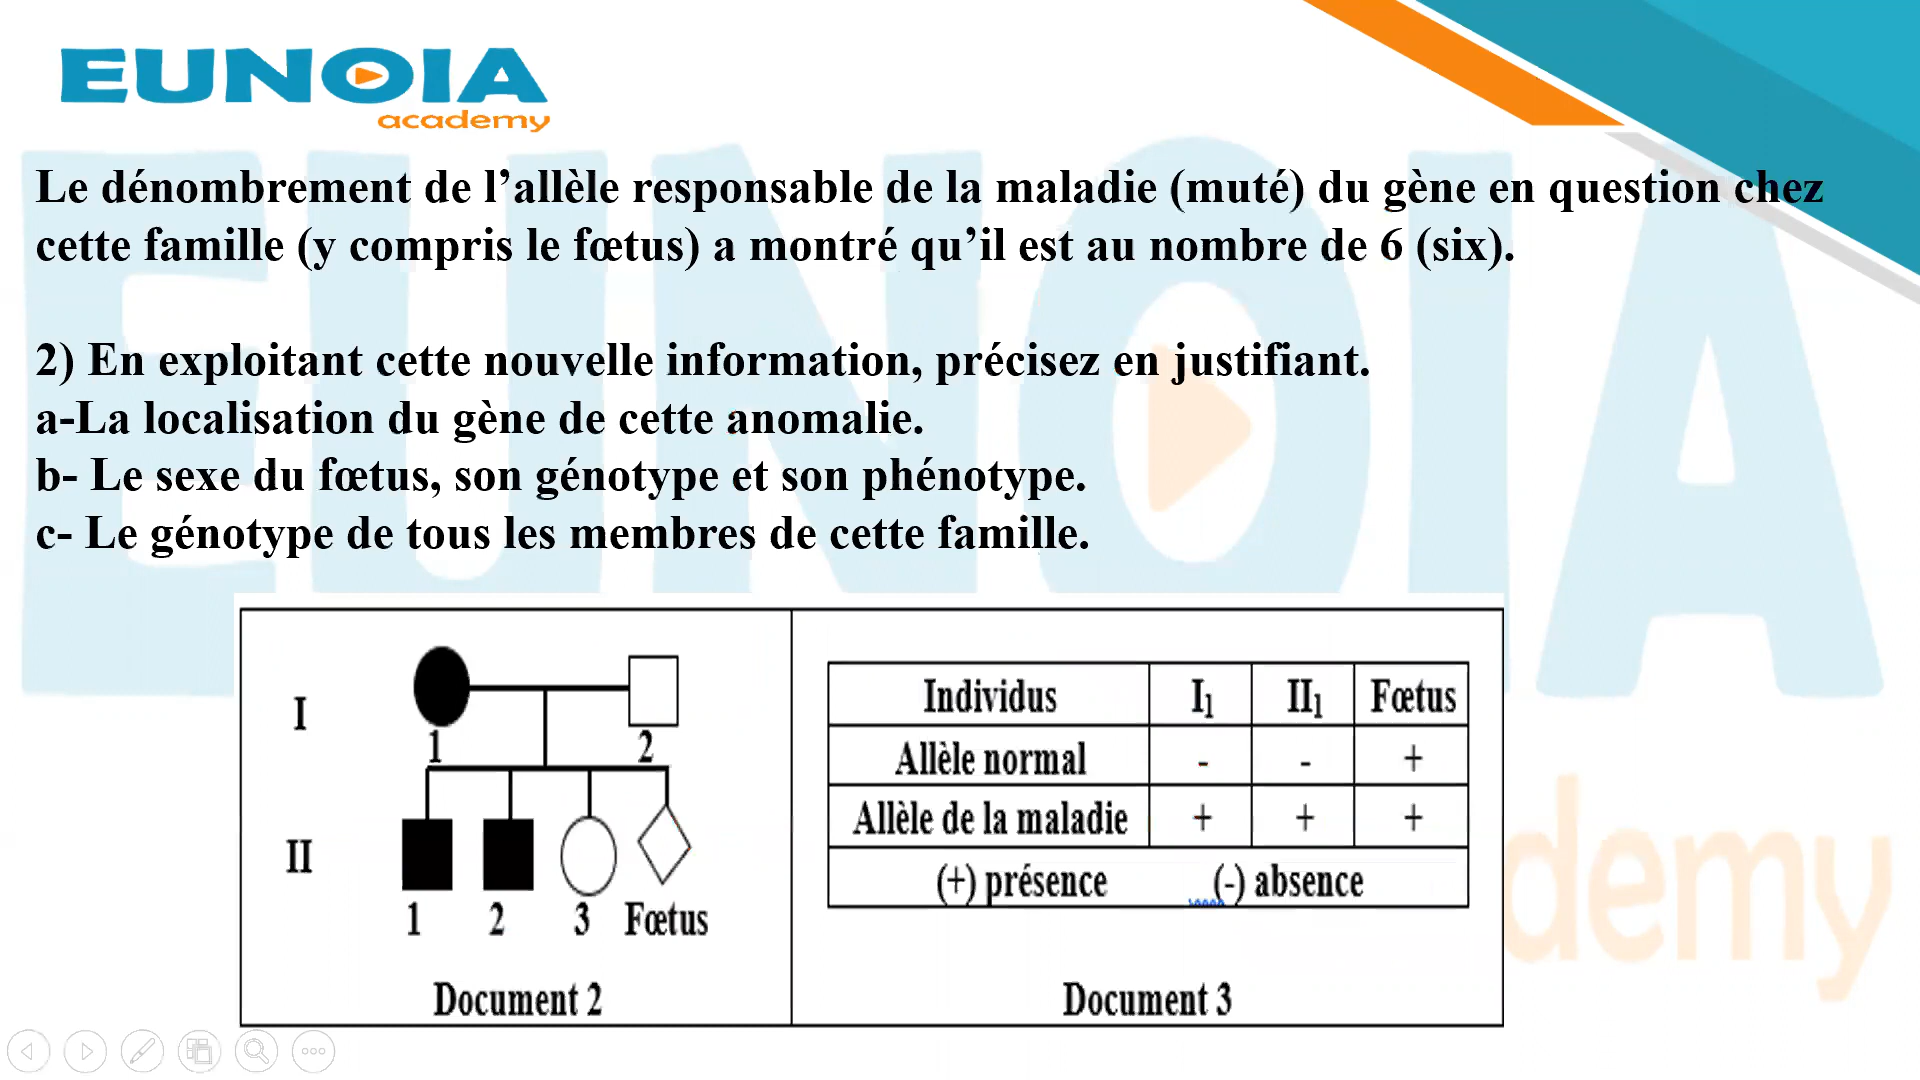 EUNOIA
academy
Le dénombrement de l’allèle responsable de la maladie (muté) du gène en question chez
cette famille (y compris le fœtus) a montré qu’il est au nombre de 6 (six).
2) En exploitant cette nouvelle information, précisez en justifiant.
a-La localisation du gène de cette anomalie.
b- Le sexe du fœtus, son génotype et son phénotype.
c- Le génotype de tous les membres de cette famille.
I
1 2
II
1 2 3 Fœtus
Document 2
Individus I1 II1 Fœtus
Allèle normal - - +
Allèle de la maladie + + +
(+) présence (-) absence
Document 3